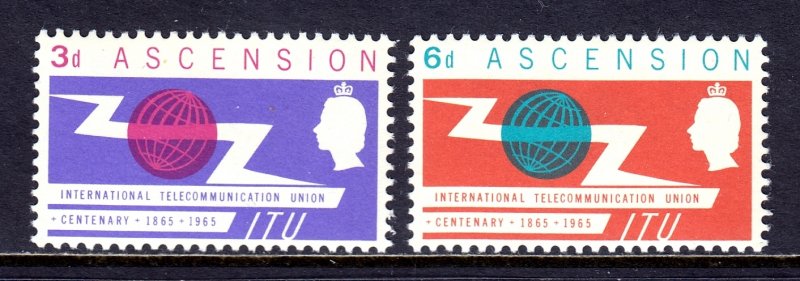 3d ASCENSION
INTERNATIONAL TELECOMMUNICATION UNION
+ CENTENARY + 1865 + 1965 ITU
6d ASCENSION
INTERNATIONAL TELECOMMUNICATION UNION
+ CENTENARY + 1865 + 1965 ITU